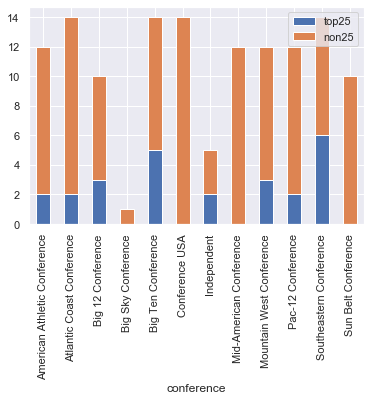 14
12
10
8
6
4
2
0
top25
non25
American Athletic Conference
Atlantic Coast Conference
Big 12 Conference
Big Sky Conference
Big Ten Conference
Conference USA
Independent
Mid-American Conference
Mountain West Conference
Pac-12 Conference
Southeastern Conference
Sun Belt Conference
conference